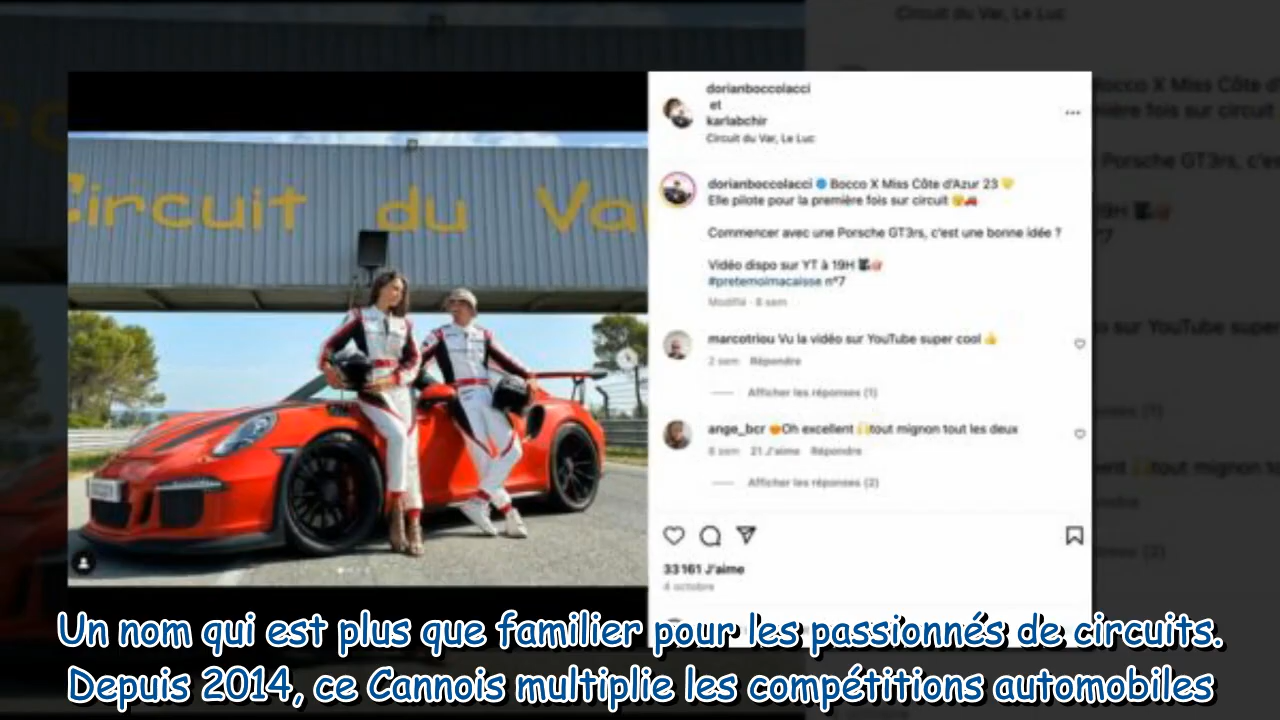 Circuit du Var, Le Luc
dorianboccolacci
et
karlabchir
Circuit du Var, Le Luc
Circuit du Va
dorianboccolacci Bocco X Miss Côte d'Azur 23 💛
Elle pilote pour la première fois sur circuit
Commencer avec une Porsche GT3rs, c'est une bonne idée ?
Vidéo dispo sur YT à 19H
#pretemoimacaisse n°7
Modifié · 8 sem
marcotriou Vu la vidéo sur YouTube super cool 👍
2 sem Répondre
Afficher les réponses (1)
ange_bcr 😍Oh excellent 🙌tout mignon tout les deux
8 sem 21 J'aime Répondre
Afficher les réponses (2)
33 161 J'aime
4 octobre
Un nom qui est plus que familier pour les passionnés de circuits.
Depuis 2014, ce Cannois multiplie les compétitions automobiles